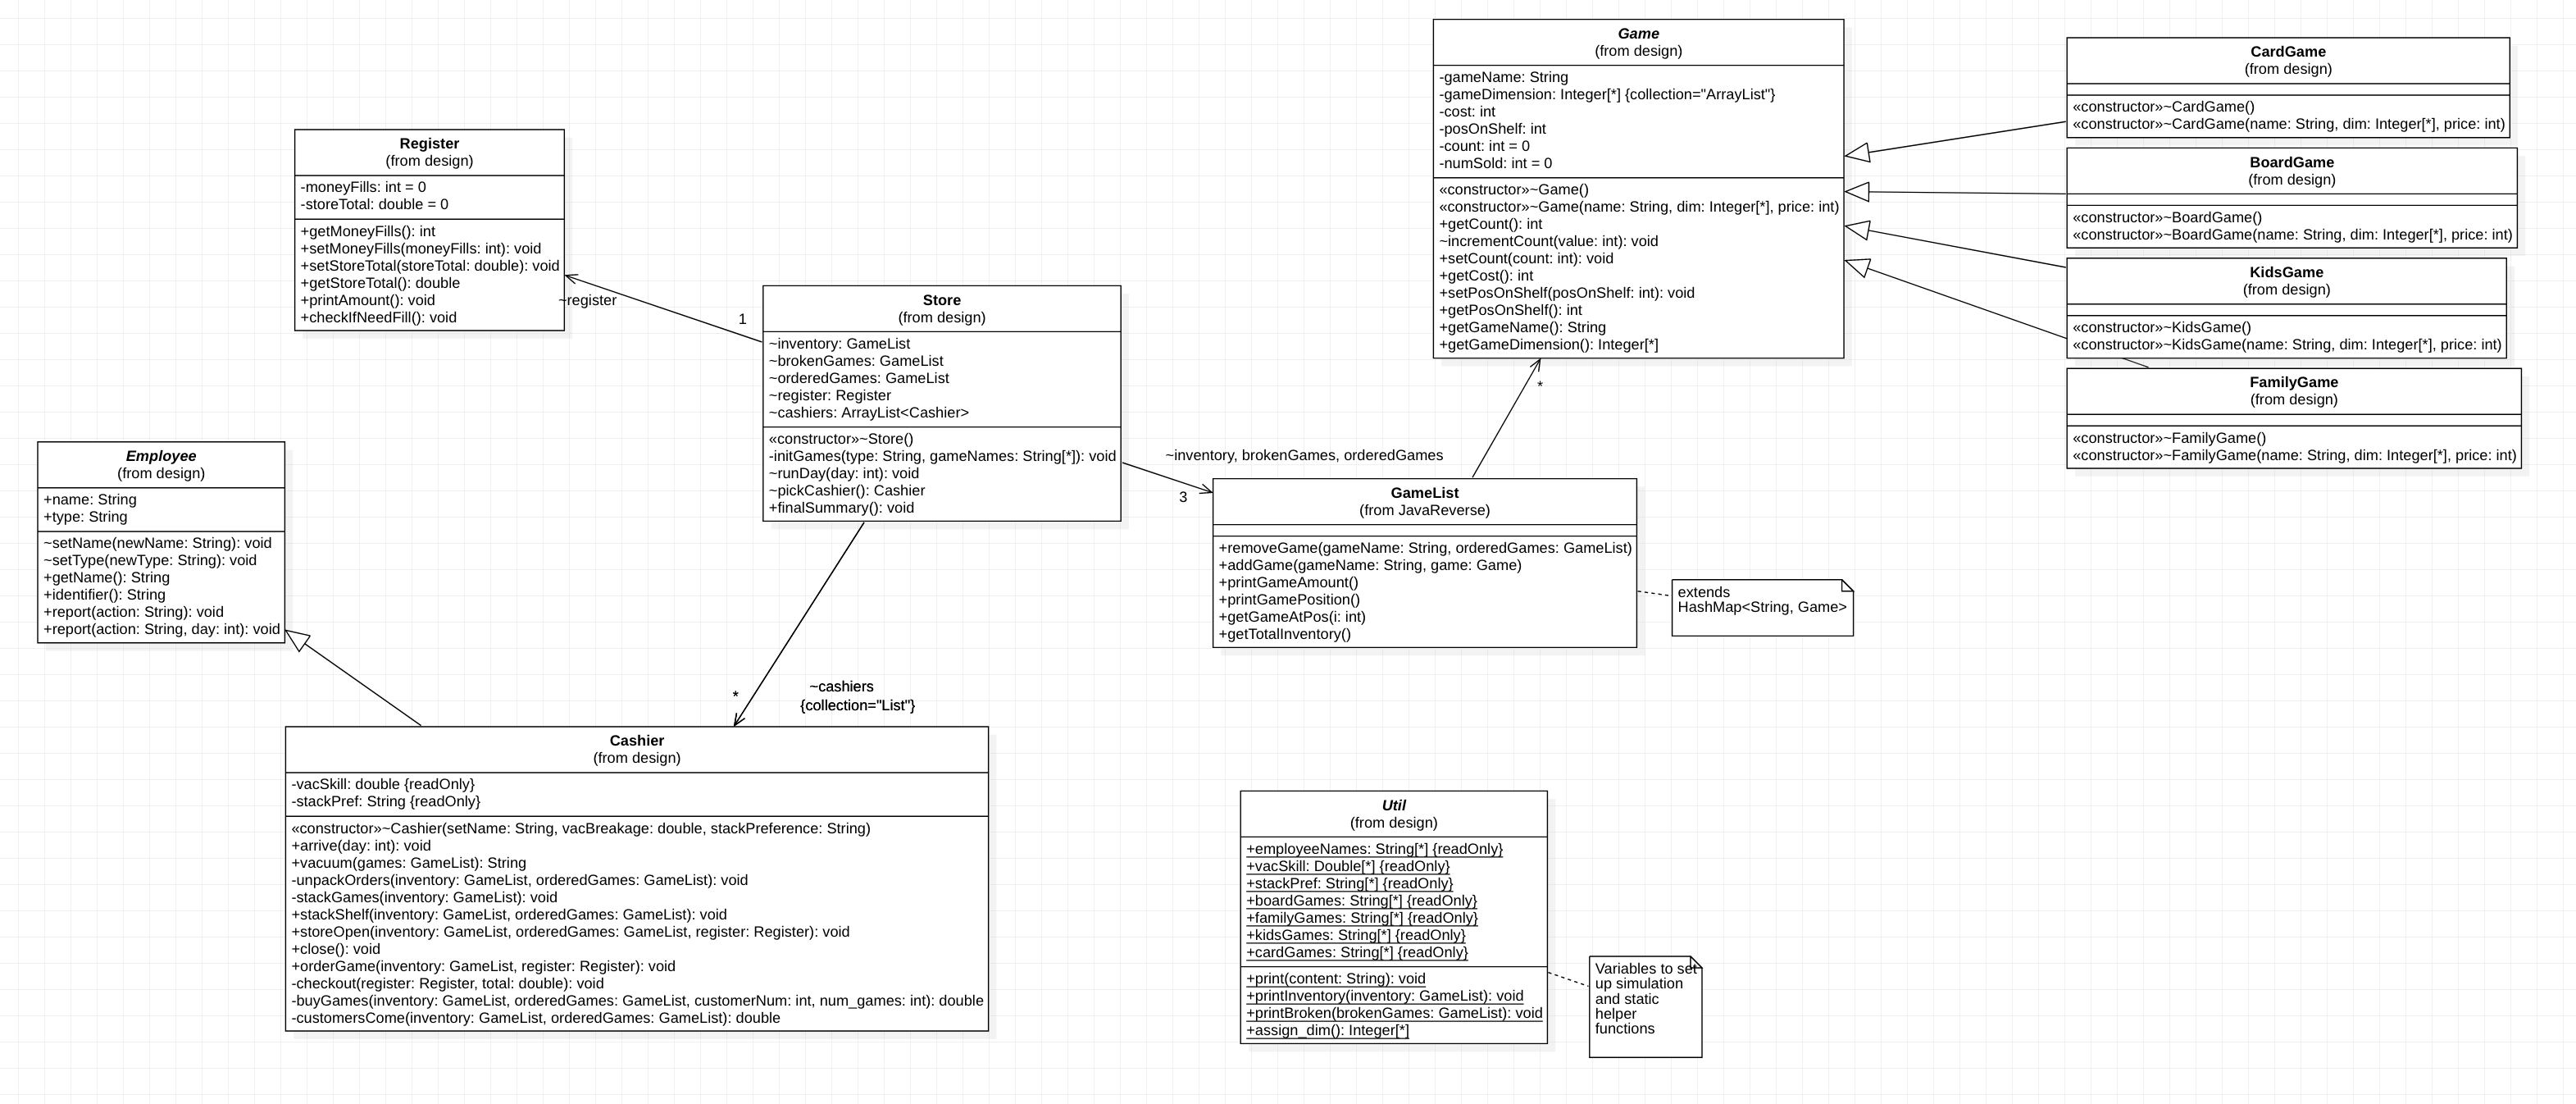 Game
(from design)
-gameName: String
-gameDimension: Integer[*] {collection="ArrayList"}
-cost: int
-posOnShelf: int
-count: int = 0
-numSold: int = 0
«constructor»~Game()
«constructor»~Game(name: String, dim: Integer[*], price: int)
+getCount(): int
~incrementCount(value: int): void
+setCount(count: int): void
+getCost(): int
+setPosOnShelf(posOnShelf: int): void
+getPosOnShelf(): int
+getGameName(): String
+getGameDimension(): Integer[*]
CardGame
(from design)
«constructor»~CardGame()
«constructor»~CardGame(name: String, dim: Integer[*], price: int)
BoardGame
(from design)
«constructor»~BoardGame()
«constructor»~BoardGame(name: String, dim: Integer[*], price: int)
KidsGame
(from design)
«constructor»~KidsGame()
«constructor»~KidsGame(name: String, dim: Integer[*], price: int)
FamilyGame
(from design)
«constructor»~FamilyGame()
«constructor»~FamilyGame(name: String, dim: Integer[*], price: int)
Register
(from design)
-moneyFills: int = 0
-storeTotal: double = 0
+getMoneyFills(): int
+setMoneyFills(moneyFills: int): void
+setStoreTotal(storeTotal: double): void
+getStoreTotal(): double
+printAmount(): void
+checkIfNeedFill(): void
~register
1
Store
(from design)
~inventory: GameList
~brokenGames: GameList
~orderedGames: GameList
~register: Register
~cashiers: ArrayList<Cashier>
«constructor»~Store()
-initGames(type: String, gameNames: String[*]): void
~runDay(day: int): void
~pickCashier(): Cashier
+finalSummary(): void
~inventory, brokenGames, orderedGames
3
*
GameList
(from JavaReverse)
+removeGame(gameName: String, orderedGames: GameList)
+addGame(gameName: String, game: Game)
+printGameAmount()
+printGamePosition()
+getGameAtPos(i: int)
+getTotalInventory()
extends
HashMap<String, Game>
Employee
(from design)
+name: String
+type: String
~setName(newName: String): void
~setType(newType: String): void
+getName(): String
+identifier(): String
+report(action: String): void
+report(action: String, day: int): void
*
~cashiers
{collection="List"}
Cashier
(from design)
-vacSkill: double {readOnly}
-stackPref: String {readOnly}
«constructor»~Cashier(setName: String, vacBreakage: double, stackPreference: String)
+arrive(day: int): void
+vacuum(games: GameList): String
-unpackOrders(inventory: GameList, orderedGames: GameList): void
-stackGames(inventory: GameList): void
+stackShelf(inventory: GameList, orderedGames: GameList): void
+storeOpen(inventory: GameList, orderedGames: GameList, register: Register): void
+close(): void
+orderGame(inventory: GameList, register: Register): void
-checkout(register: Register, total: double): void
-buyGames(inventory: GameList, orderedGames: GameList, customerNum: int, num_games: int): double
-customersCome(inventory: GameList, orderedGames: GameList): double
Util
(from design)
+employeeNames: String[*] {readOnly}
+vacSkill: Double[*] {readOnly}
+stackPref: String[*] {readOnly}
+boardGames: String[*] {readOnly}
+familyGames: String[*] {readOnly}
+kidsGames: String[*] {readOnly}
+cardGames: String[*] {readOnly}
+print(content: String): void
+printInventory(inventory: GameList): void
+printBroken(brokenGames: GameList): void
+assign_dim(): Integer[*]
Variables to set
up simulation
and static
helper
functions